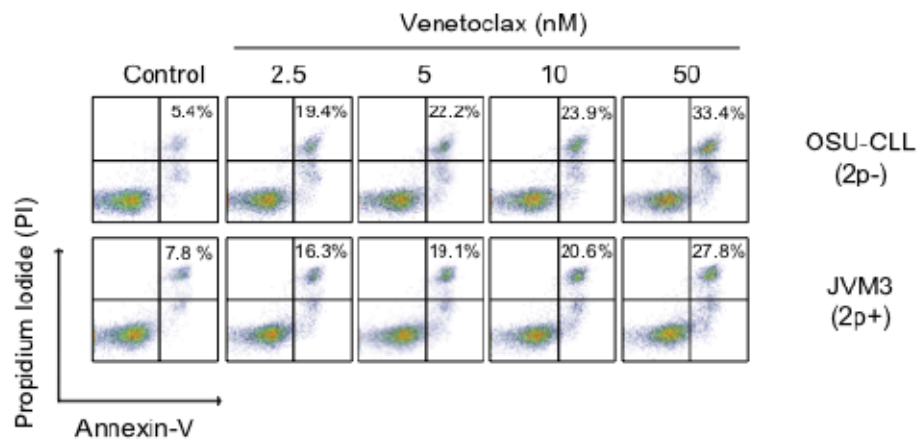 Venetoclax (nM)
Control 2.5 5 10 50
5.4% 19.4% 22.2% 23.9% 33.4%
OSU-CLL
(2p-)
7.8 % 16.3% 19.1% 20.6% 27.8%
JVM3
(2p+)
Propidium Iodide (PI)
Annexin-V